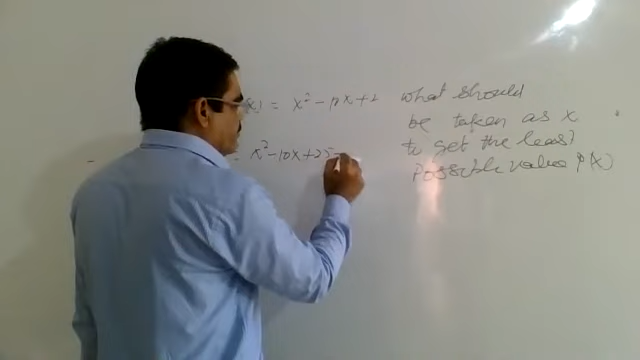 x) = x² - 10x + 2 what should
be taken as x
= x² - 10x + 25 -
to get the least
possible value P(x)